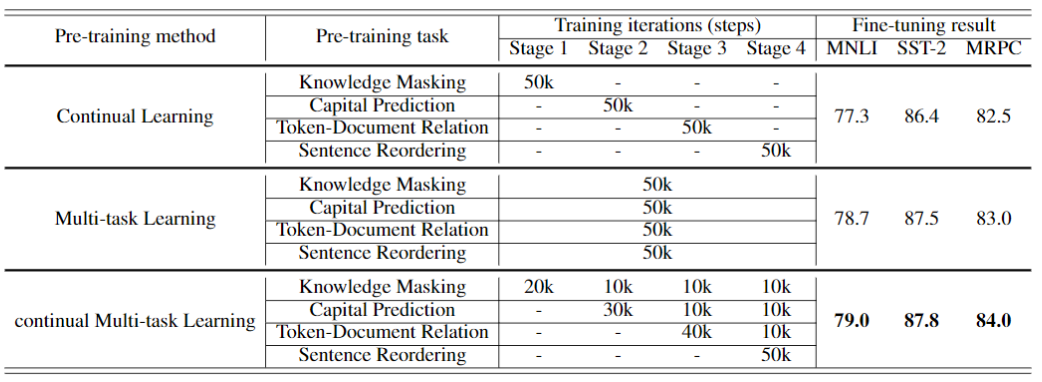 Pre-training method Pre-training task Training iterations (steps) Fine-tuning result
Stage 1 Stage 2 Stage 3 Stage 4 MNLI SST-2 MRPC
Continual Learning Knowledge Masking 50k - - - 77.3 86.4 82.5
Capital Prediction - 50k - -
Token-Document Relation - - 50k -
Sentence Reordering - - - 50k
Multi-task Learning Knowledge Masking 50k 78.7 87.5 83.0
Capital Prediction 50k
Token-Document Relation 50k
Sentence Reordering 50k
continual Multi-task Learning Knowledge Masking 20k 10k 10k 10k 79.0 87.8 84.0
Capital Prediction - 30k 10k 10k
Token-Document Relation - - 40k 10k
Sentence Reordering - - - 50k